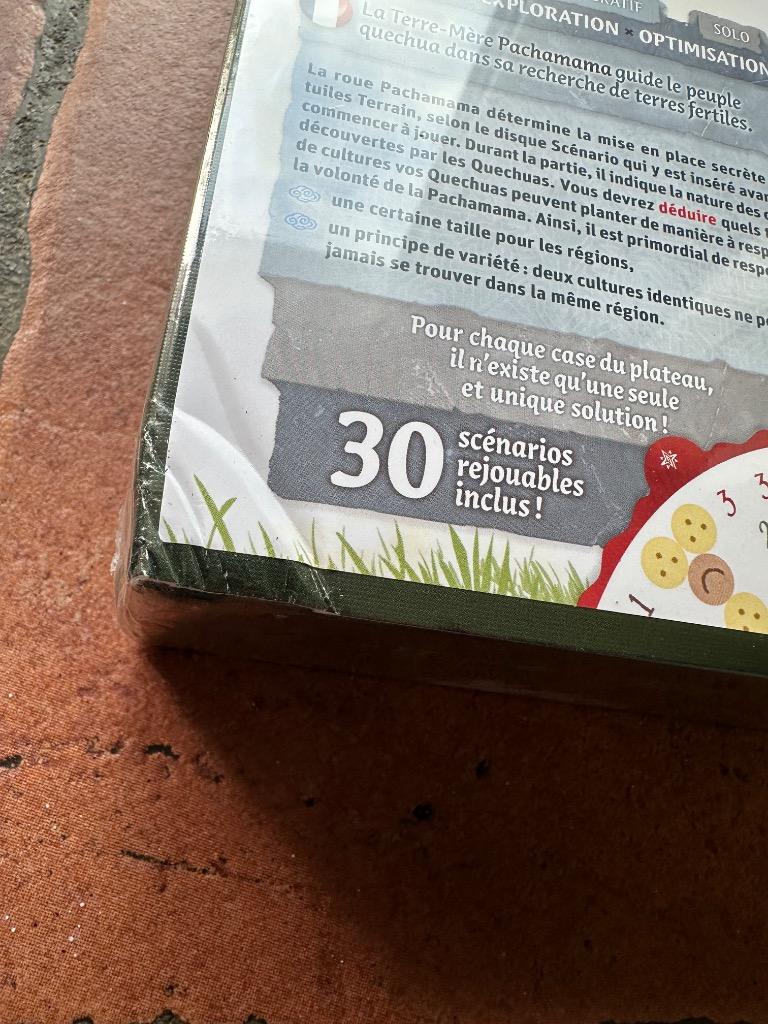 SOLO
EXPLORATION × OPTIMISATION
La Terre-Mère Pachamama guide le peuple
quechua dans sa recherche de terres fertiles.
La roue Pachamama détermine la mise en place secrète
tuiles Terrain, selon le disque Scénario qui y est inséré avan
commencer à jouer. Durant la partie, il indique la nature des
découvertes par les Quechuas. Vous devrez déduire quels
de cultures vos Quechuas peuvent planter de manière à resp
la volonté de la Pachamama. Ainsi, il est primordial de respe
une certaine taille pour les régions,
un principe de variété : deux cultures identiques ne p
jamais se trouver dans la même région.
Pour chaque case du plateau,
il n'existe qu'une seule
et unique solution !
30
scénarios
rejouables
inclus !
3 3
1